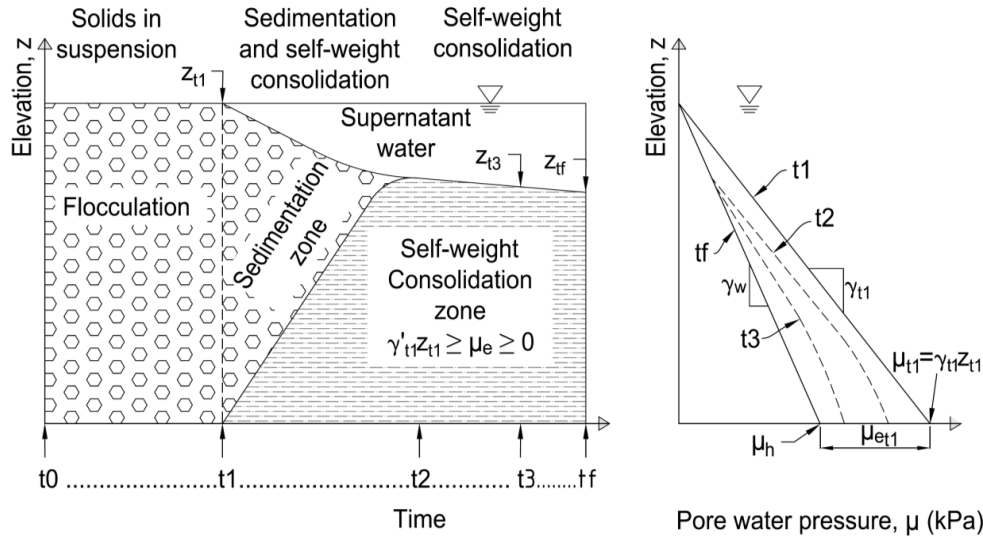 Solids in
suspension
Sedimentation
and self-weight
consolidation
Self-weight
consolidation
Elevation, z
z_t1
Supernatant
water
z_t3
z_tf
Flocculation
Sedimentation
zone
Self-weight
Consolidation
zone
γ'_t1z_t1 ≥ μ_e ≥ 0
t0 ..................... t1 ........................ t2 ............ t3 ........ tf
Time
Elevation, z
t1
t2
tf
γ_w
γ_t1
t3
μ_t1=γ_t1z_t1
μ_h
μ_et1
Pore water pressure, μ (kPa)